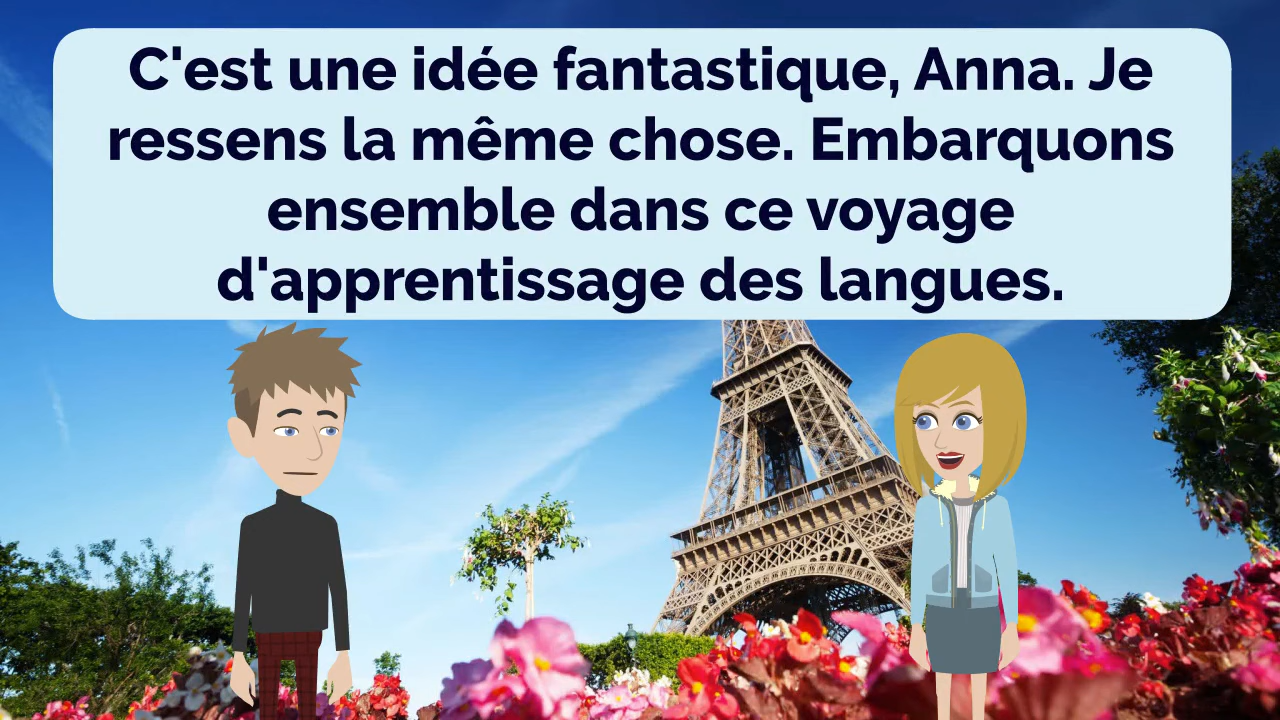 C'est une idée fantastique, Anna. Je
ressens la même chose. Embarquons
ensemble dans ce voyage
d'apprentissage des langues.